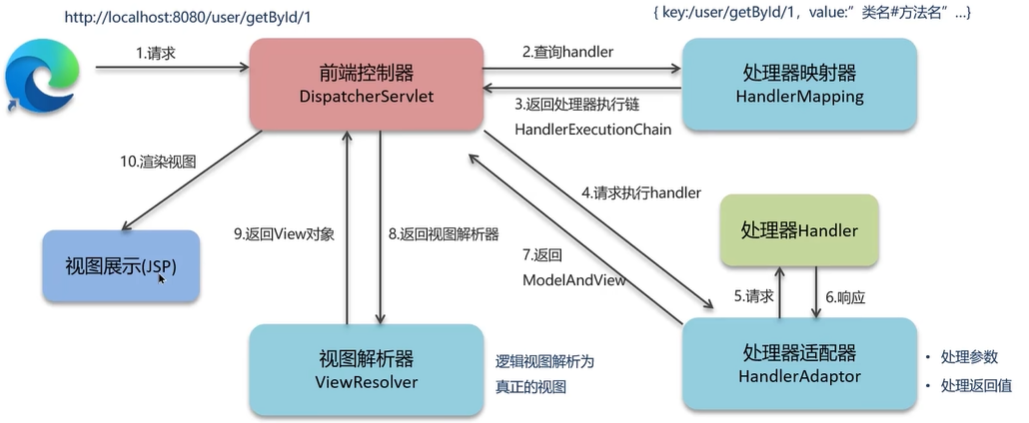 http://localhost:8080/user/getById/1
{ key:/user/getById/1，value:”类名#方法名”…}
1.请求
前端控制器
DispatcherServlet
2.查询handler
处理器映射器
HandlerMapping
3.返回处理器执行链
HandlerExecutionChain
10.渲染视图
4.请求执行handler
9.返回View对象
8.返回视图解析器
7.返回
ModelAndView
处理器Handler
视图展示(JSP)
5.请求
6.响应
视图解析器
ViewResolver
逻辑视图解析为
真正的视图
处理器适配器
HandlerAdaptor
• 处理参数
• 处理返回值